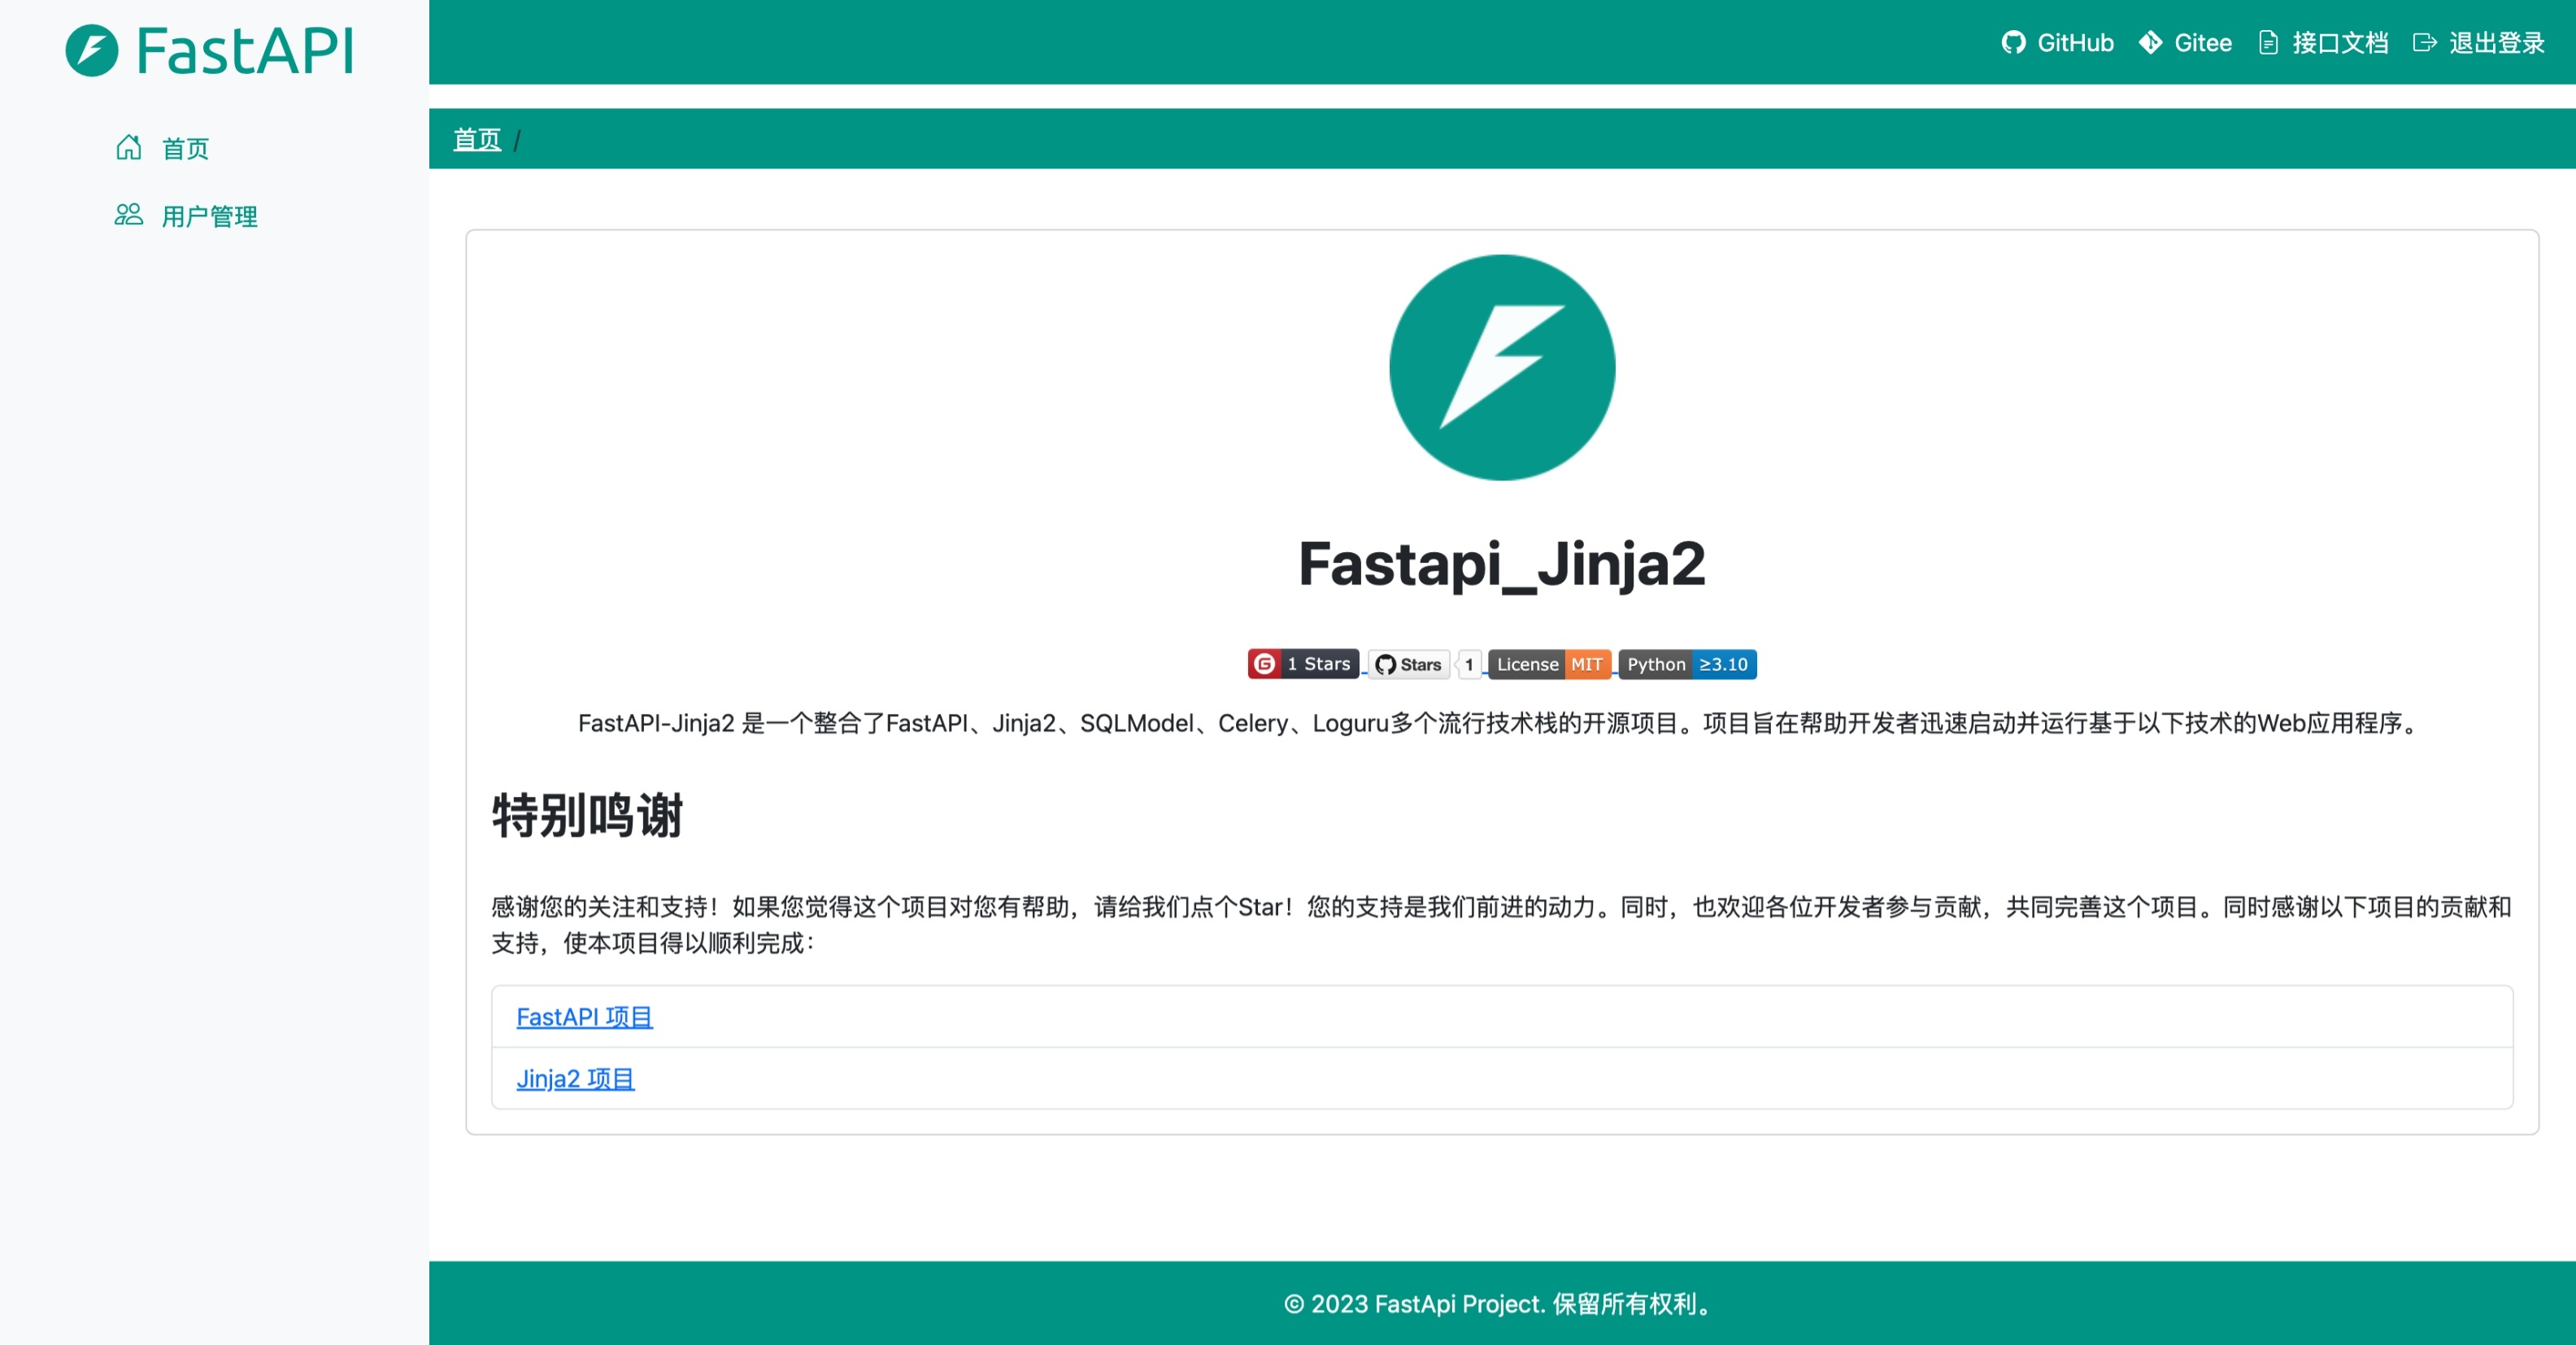 FastAPI
GitHub Gitee 接口文档 退出登录
首页
用户管理
首页 /
Fastapi_Jinja2
1 Stars Stars 1 License MIT Python ≥3.10
FastAPI-Jinja2 是一个整合了FastAPI、Jinja2、SQLModel、Celery、Loguru多个流行技术栈的开源项目。项目旨在帮助开发者迅速启动并运行基于以下技术的Web应用程序。
特别鸣谢
感谢您的关注和支持！如果您觉得这个项目对您有帮助，请给我们点个Star！您的支持是我们前进的动力。同时，也欢迎各位开发者参与贡献，共同完善这个项目。同时感谢以下项目的贡献和
支持，使本项目得以顺利完成：
FastAPI 项目
Jinja2 项目
© 2023 FastApi Project. 保留所有权利。